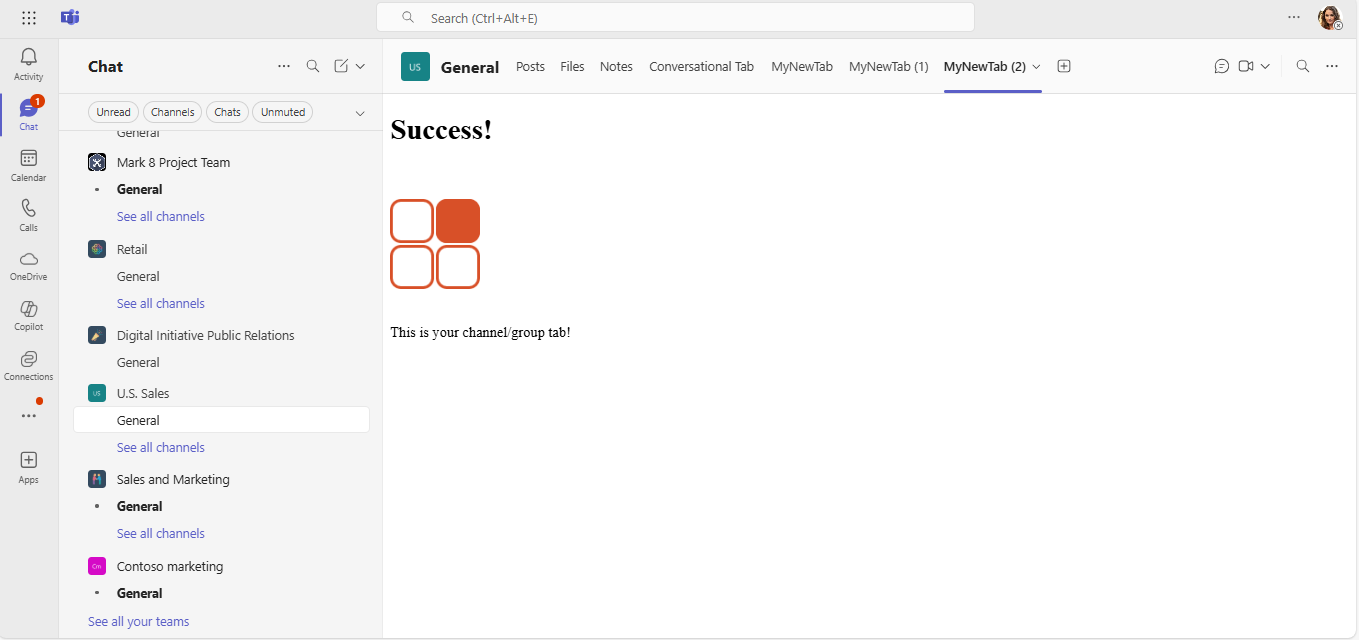 Search (Ctrl+Alt+E)
Activity
1
Chat
Calendar
Calls
OneDrive
Copilot
Connections
Apps
Chat
Unread Channels Chats Unmuted
General
Mark 8 Project Team
General
See all channels
Retail
General
See all channels
Digital Initiative Public Relations
General
US U.S. Sales
General
See all channels
Sales and Marketing
General
See all channels
Cm Contoso marketing
General
See all your teams
US General Posts Files Notes Conversational Tab MyNewTab MyNewTab (1) MyNewTab (2)
Success!
This is your channel/group tab!